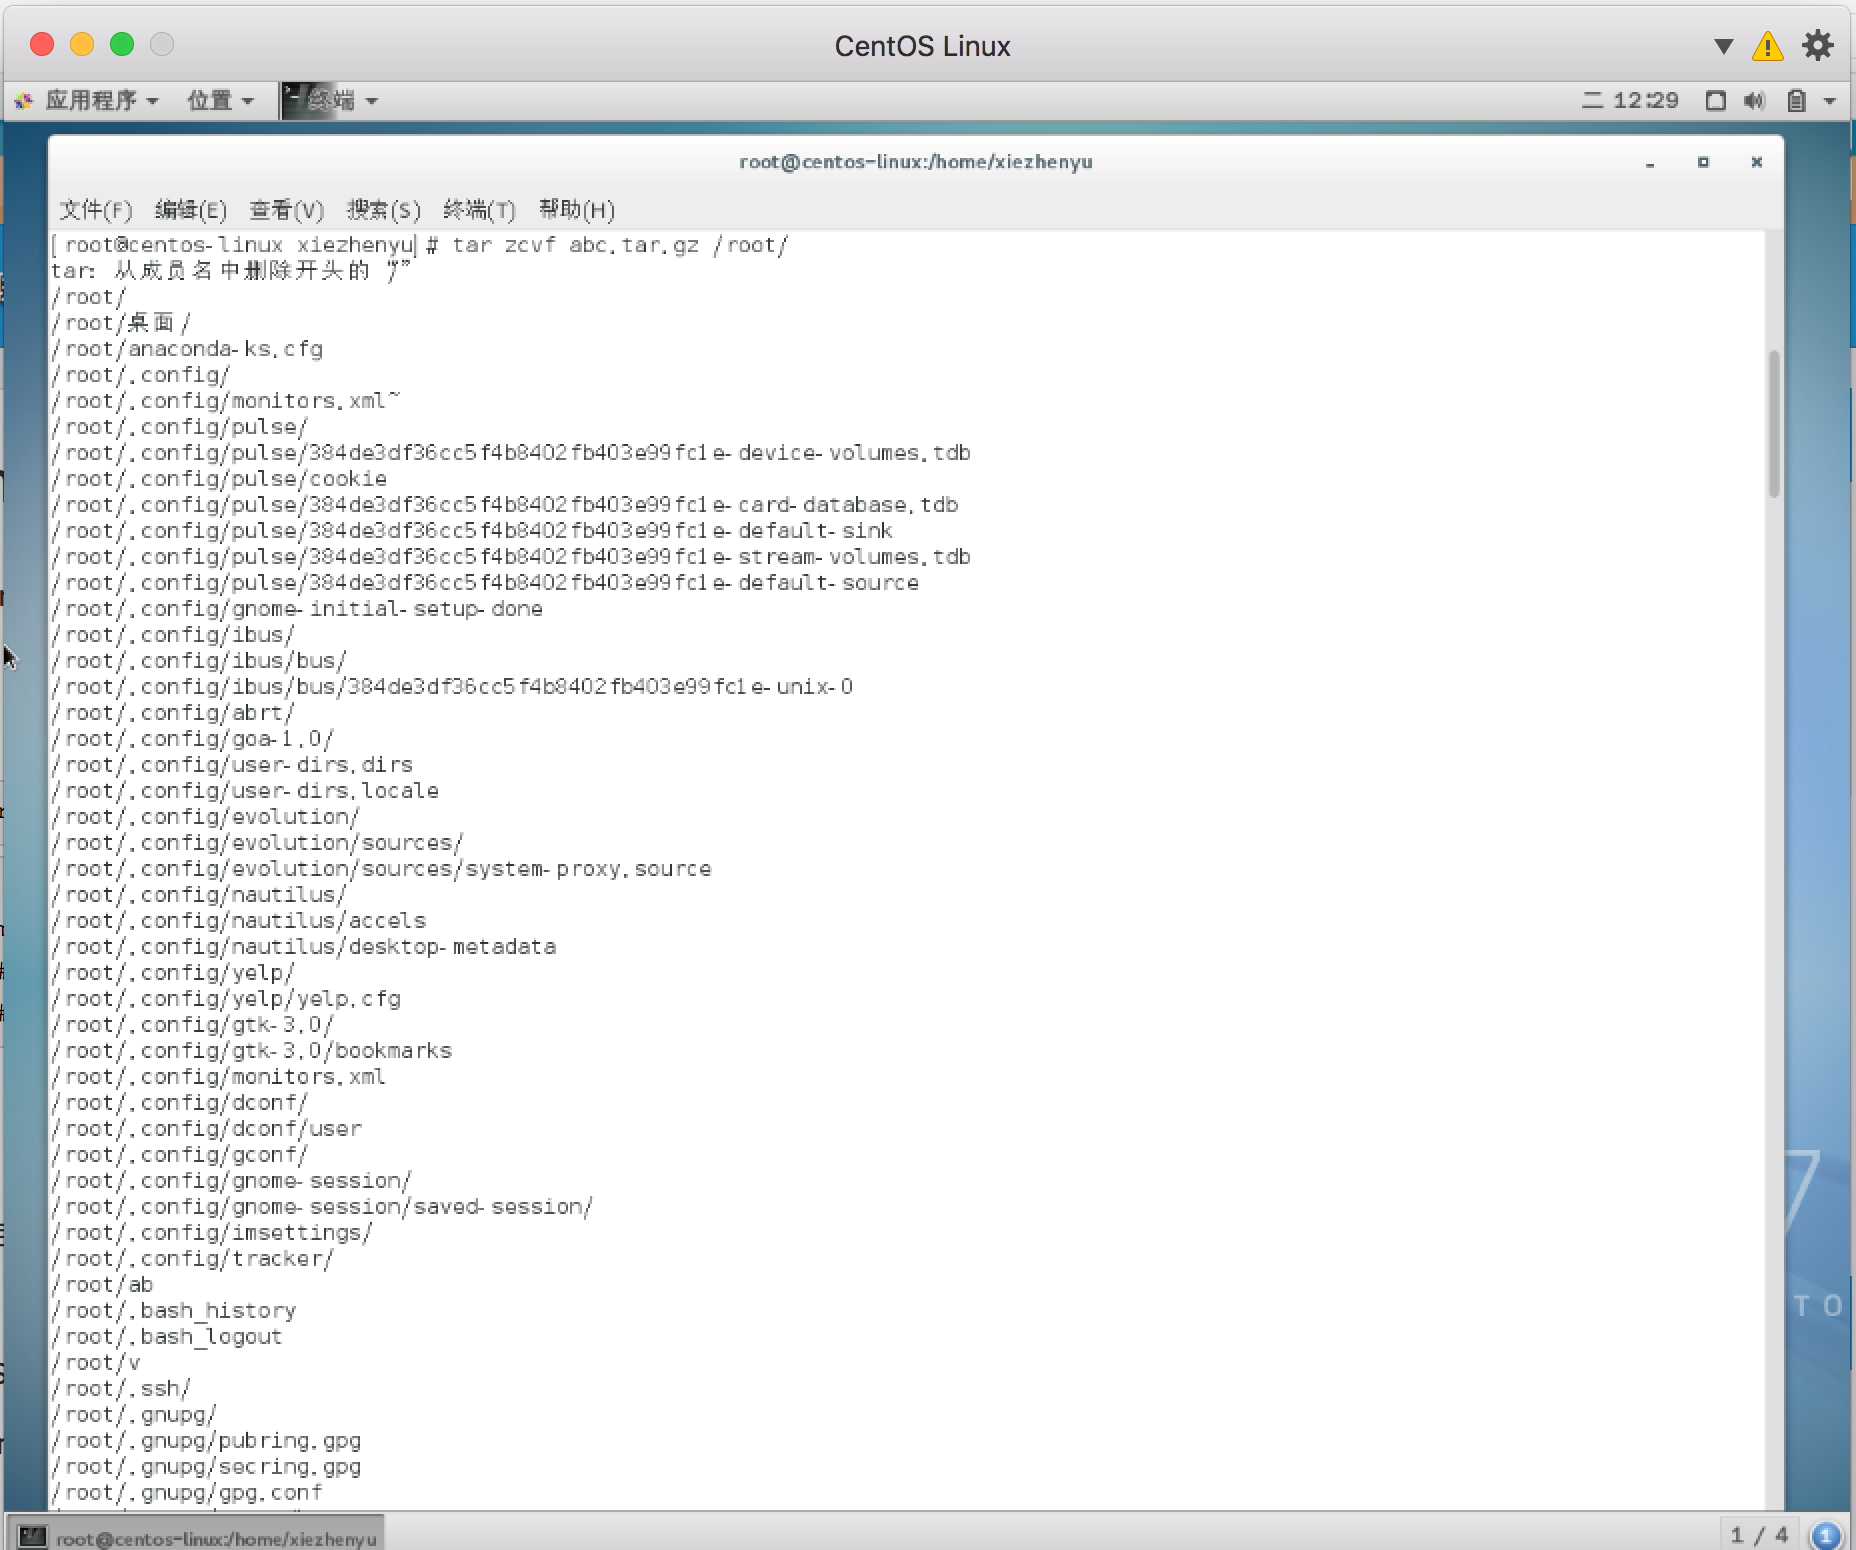 CentOS Linux
应用程序 位置 终端 二 12:29
root@centos-linux:/home/xiezhenyu
文件(F) 编辑(E) 查看(V) 搜索(S) 终端(T) 帮助(H)
[root@centos-linux xiezhenyu]# tar zcvf abc.tar.gz /root/
tar: 从成员名中删除开头的“/”
/root/
/root/桌面/
/root/anaconda-ks.cfg
/root/.config/
/root/.config/monitors.xml~
/root/.config/pulse/
/root/.config/pulse/384de3df36cc5f4b8402fb403e99fc1e-device-volumes.tdb
/root/.config/pulse/cookie
/root/.config/pulse/384de3df36cc5f4b8402fb403e99fc1e-card-database.tdb
/root/.config/pulse/384de3df36cc5f4b8402fb403e99fc1e-default-sink
/root/.config/pulse/384de3df36cc5f4b8402fb403e99fc1e-stream-volumes.tdb
/root/.config/pulse/384de3df36cc5f4b8402fb403e99fc1e-default-source
/root/.config/gnome-initial-setup-done
/root/.config/ibus/
/root/.config/ibus/bus/
/root/.config/ibus/bus/384de3df36cc5f4b8402fb403e99fc1e-unix-0
/root/.config/abrt/
/root/.config/goa-1.0/
/root/.config/user-dirs.dirs
/root/.config/user-dirs.locale
/root/.config/evolution/
/root/.config/evolution/sources/
/root/.config/evolution/sources/system-proxy.source
/root/.config/nautilus/
/root/.config/nautilus/accels
/root/.config/nautilus/desktop-metadata
/root/.config/yelp/
/root/.config/yelp/yelp.cfg
/root/.config/gtk-3.0/
/root/.config/gtk-3.0/bookmarks
/root/.config/monitors.xml
/root/.config/dconf/
/root/.config/dconf/user
/root/.config/gconf/
/root/.config/gnome-session/
/root/.config/gnome-session/saved-session/
/root/.config/imsettings/
/root/.config/tracker/
/root/ab
/root/.bash_history
/root/.bash_logout
/root/v
/root/.ssh/
/root/.gnupg/
/root/.gnupg/pubring.gpg
/root/.gnupg/secring.gpg
/root/.gnupg/gpg.conf
7
T O
root@centos-linux:/home/xiezhenyu 1 / 4 1